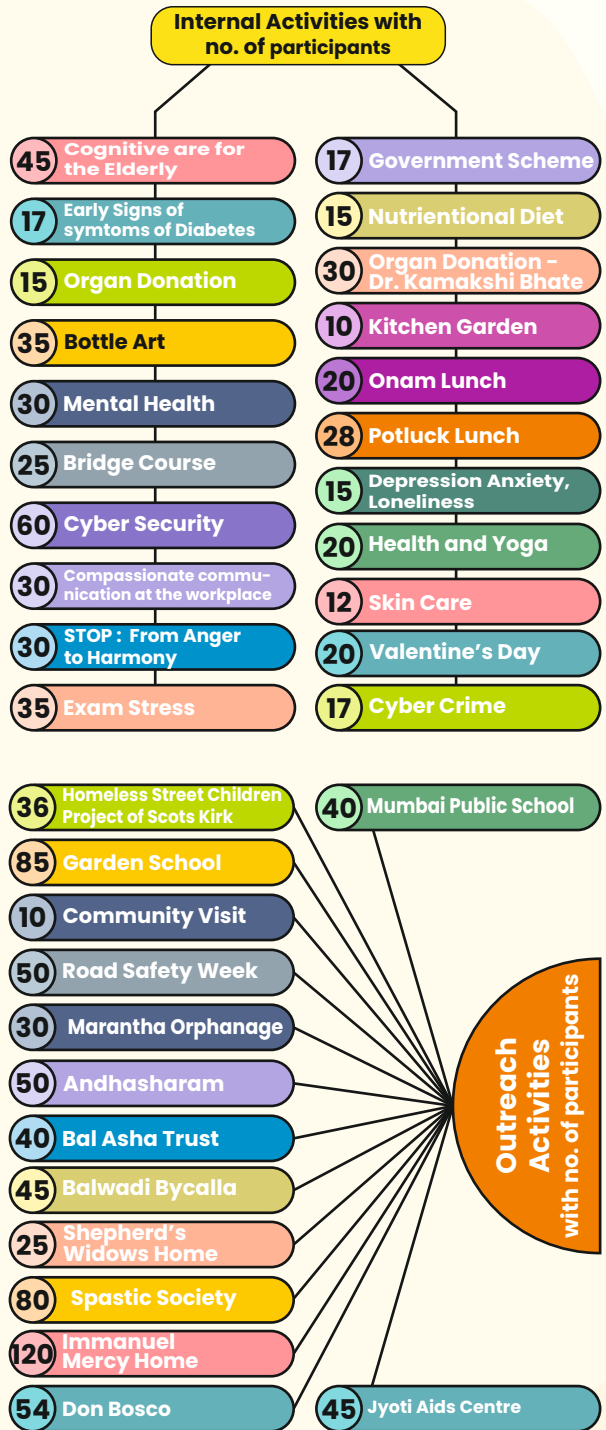 Internal Activities with
no. of participants
45 Cognitive are for
the Elderly
17 Early Signs of
symtoms of Diabetes
15 Organ Donation
35 Bottle Art
30 Mental Health
25 Bridge Course
60 Cyber Security
30 Compassionate commu-
nication at the workplace
30 STOP : From Anger
to Harmony
35 Exam Stress
17 Government Scheme
15 Nutrientional Diet
30 Organ Donation -
Dr. Kamakshi Bhate
10 Kitchen Garden
20 Onam Lunch
28 Potluck Lunch
15 Depression Anxiety,
Loneliness
20 Health and Yoga
12 Skin Care
20 Valentine's Day
17 Cyber Crime
36 Homeless Street Children
Project of Scots Kirk
85 Garden School
10 Community Visit
50 Road Safety Week
30 Marantha Orphanage
50 Andhasharam
40 Bal Asha Trust
45 Balwadi Bycalla
25 Shepherd's
Widows Home
80 Spastic Society
120 Immanuel
Mercy Home
54 Don Bosco
40 Mumbai Public School
Outreach
Activities
with no. of participants
45 Jyoti Aids Centre